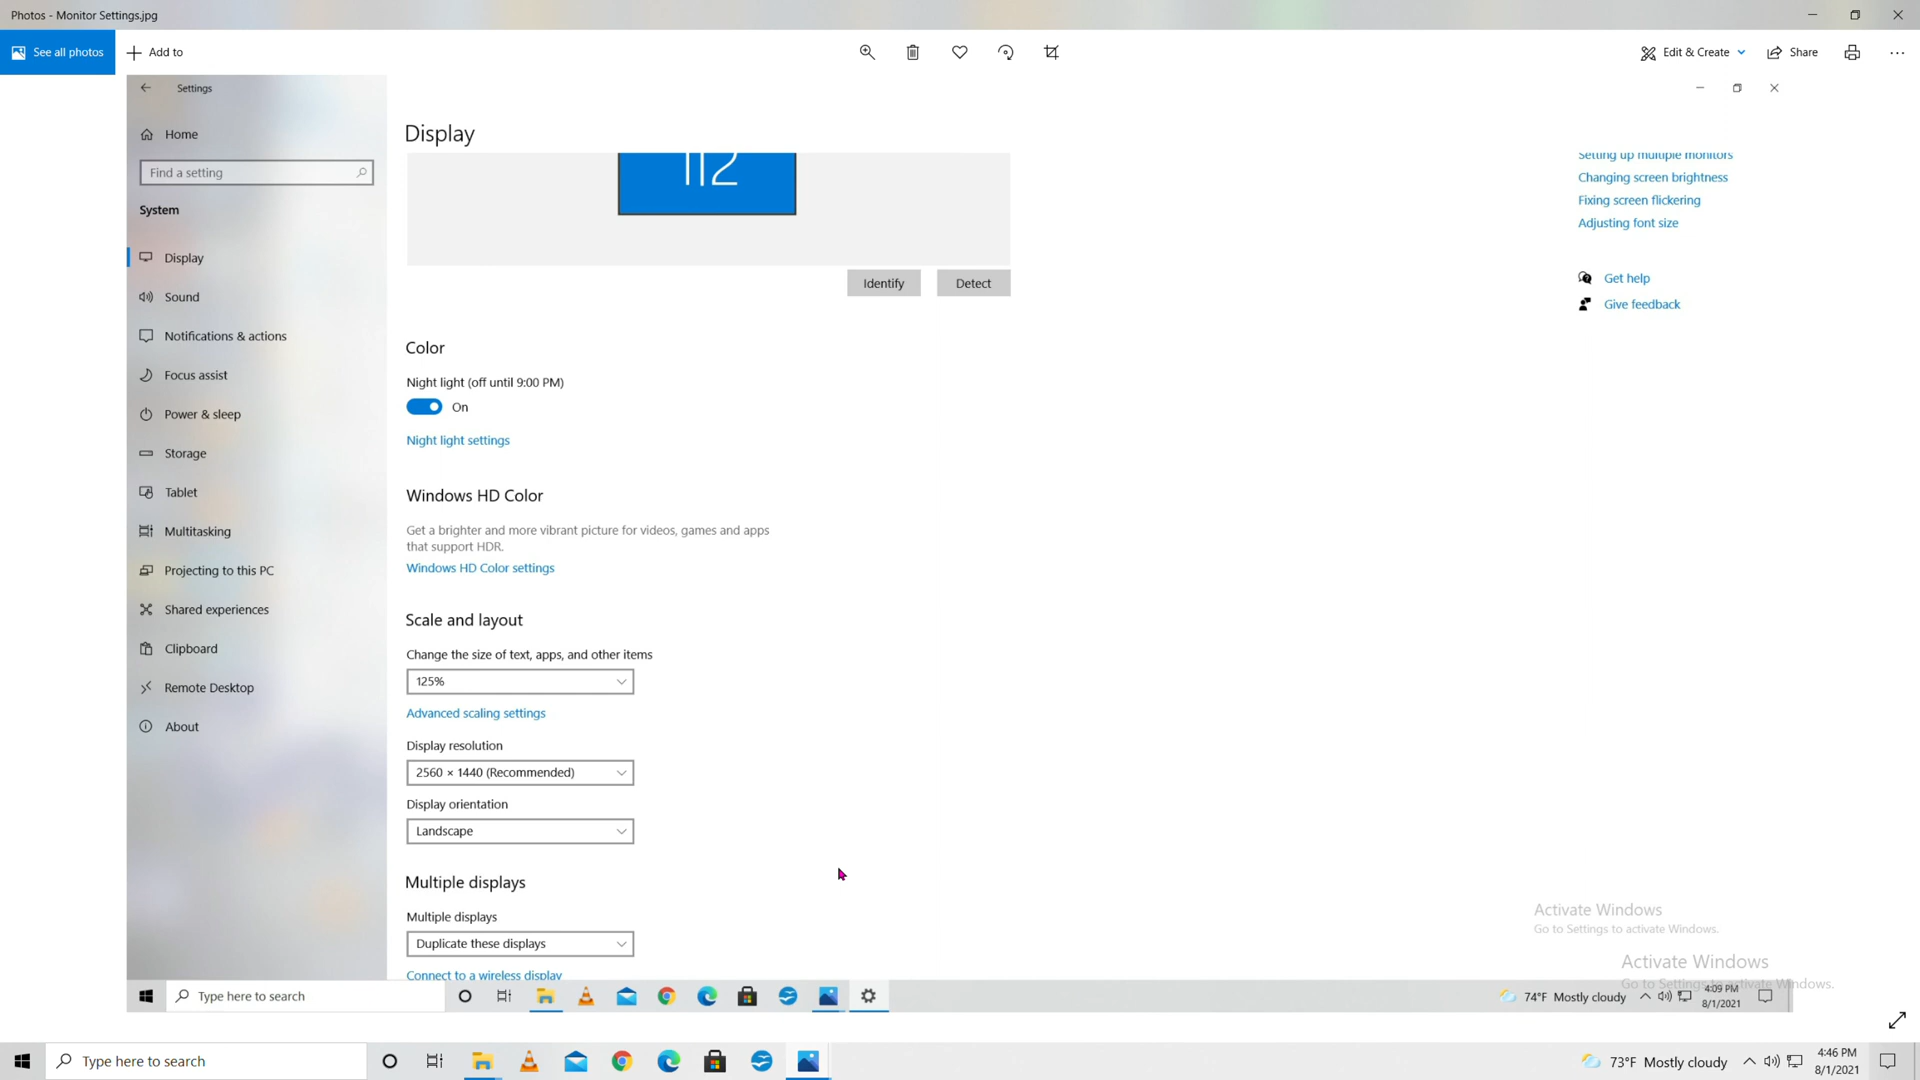 Photos - Monitor Settings.jpg
See all photos
Add to
Edit & Create
Share
Settings
Home
Find a setting
System
Display
Sound
Notifications & actions
Focus assist
Power & sleep
Storage
Tablet
Multitasking
Projecting to this PC
Shared experiences
Clipboard
Remote Desktop
About
Display
1|2
Identify
Detect
Color
Night light (off until 9:00 PM)
On
Night light settings
Windows HD Color
Get a brighter and more vibrant picture for videos, games and apps
that support HDR.
Windows HD Color settings
Scale and layout
Change the size of text, apps, and other items
125%
Advanced scaling settings
Display resolution
2560 × 1440 (Recommended)
Display orientation
Landscape
Multiple displays
Multiple displays
Duplicate these displays
Connect to a wireless display
Setting up multiple monitors
Changing screen brightness
Fixing screen flickering
Adjusting font size
Get help
Give feedback
Activate Windows
Go to Settings to activate Windows.
Activate Windows
Go to Settings to activate Windows.
Type here to search
74°F Mostly cloudy
4:09 PM
8/1/2021
Type here to search
73°F Mostly cloudy
4:46 PM
8/1/2021